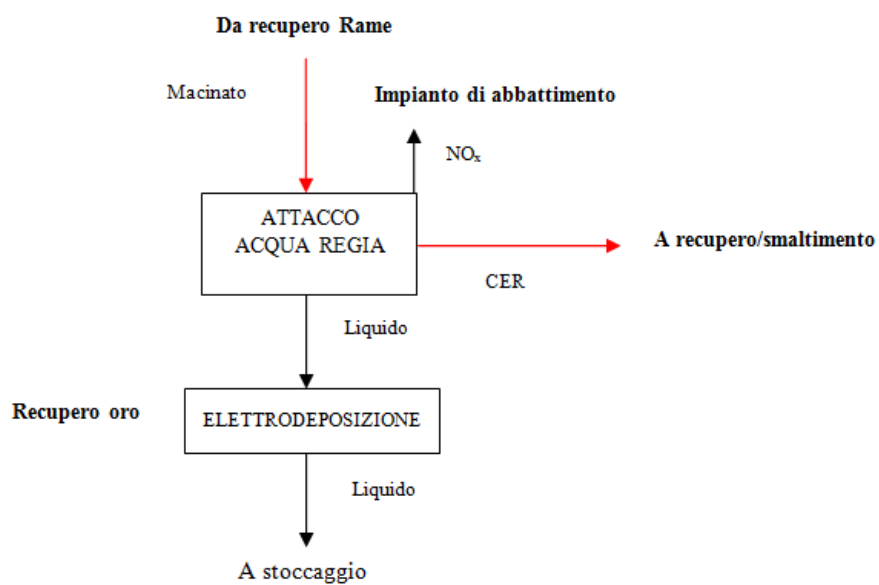 Da recupero Rame
Macinato
Impianto di abbattimento
NOₓ
ATTACCO
ACQUA REGIA
A recupero/smaltimento
CER
Liquido
Recupero oro
ELETTRODEPOSIZIONE
Liquido
A stoccaggio